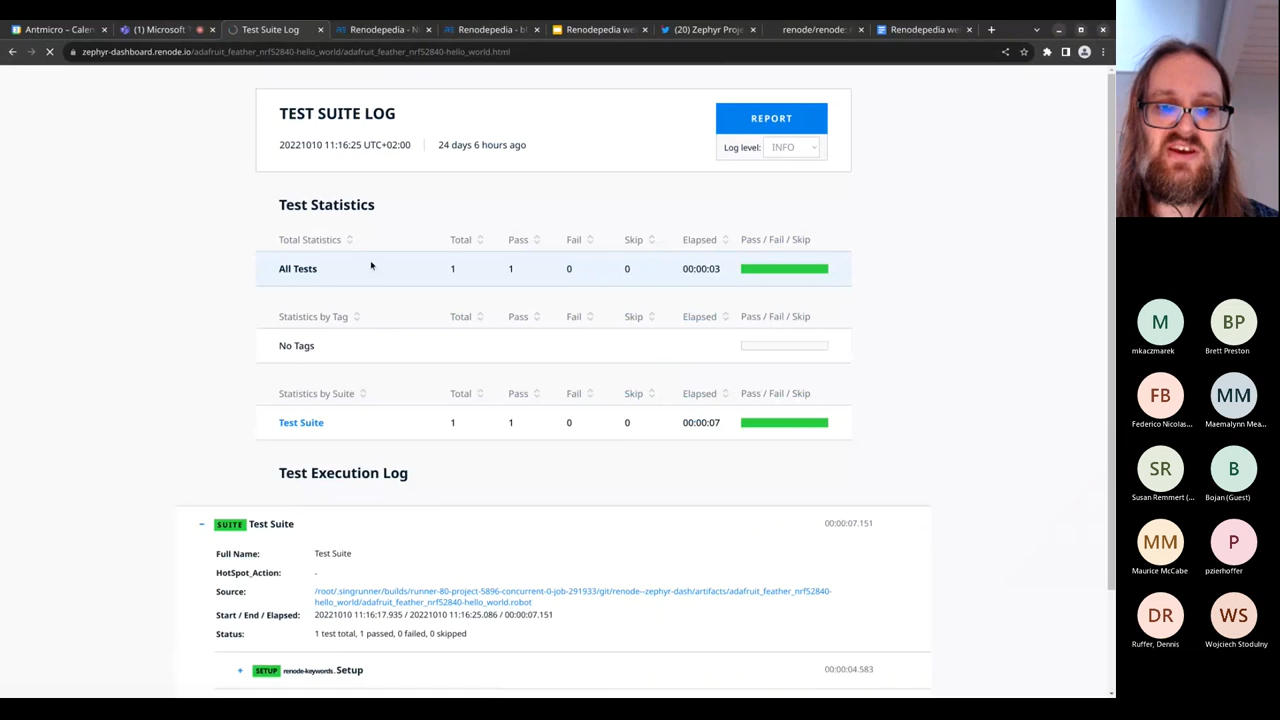 Antmicro – Calen
(1) Microsoft
Test Suite Log
Renodepedia - N
Renodepedia - b
Renodepedia we
(20) Zephyr Proj
renode/renode:
Renodepedia we
zephyr-dashboard.renode.io/adafruit_feather_nrf52840-hello_world/adafruit_feather_nrf52840-hello_world.html
TEST SUITE LOG
REPORT
20221010 11:16:25 UTC+02:00
24 days 6 hours ago
Log level:
INFO
Test Statistics
Total Statistics Total Pass Fail Skip Elapsed Pass / Fail / Skip
All Tests 1 1 0 0 00:00:03
Statistics by Tag Total Pass Fail Skip Elapsed Pass / Fail / Skip
No Tags
Statistics by Suite Total Pass Fail Skip Elapsed Pass / Fail / Skip
Test Suite 1 1 0 0 00:00:07
Test Execution Log
SUITE Test Suite 00:00:07.151
Full Name: Test Suite
HotSpot_Action: -
Source: /root/.singrunner/builds/runner-80-project-5896-concurrent-0-job-291933/git/renode--zephyr-dash/artifacts/adafruit_feather_nrf52840-
hello_world/adafruit_feather_nrf52840-hello_world.robot
Start / End / Elapsed: 20221010 11:16:17.935 / 20221010 11:16:25.086 / 00:00:07.151
Status: 1 test total, 1 passed, 0 failed, 0 skipped
+ SETUP renode-keywords. Setup 00:00:04.583
M
mkaczmarek
BP
Brett Preston
FB
Federico Nicolas...
MM
Maemalynn Mea...
SR
Susan Remmert (...
B
Bojan (Guest)
MM
Maurice McCabe
P
pzierhoffer
DR
Ruffer, Dennis
WS
Wojciech Stodulny